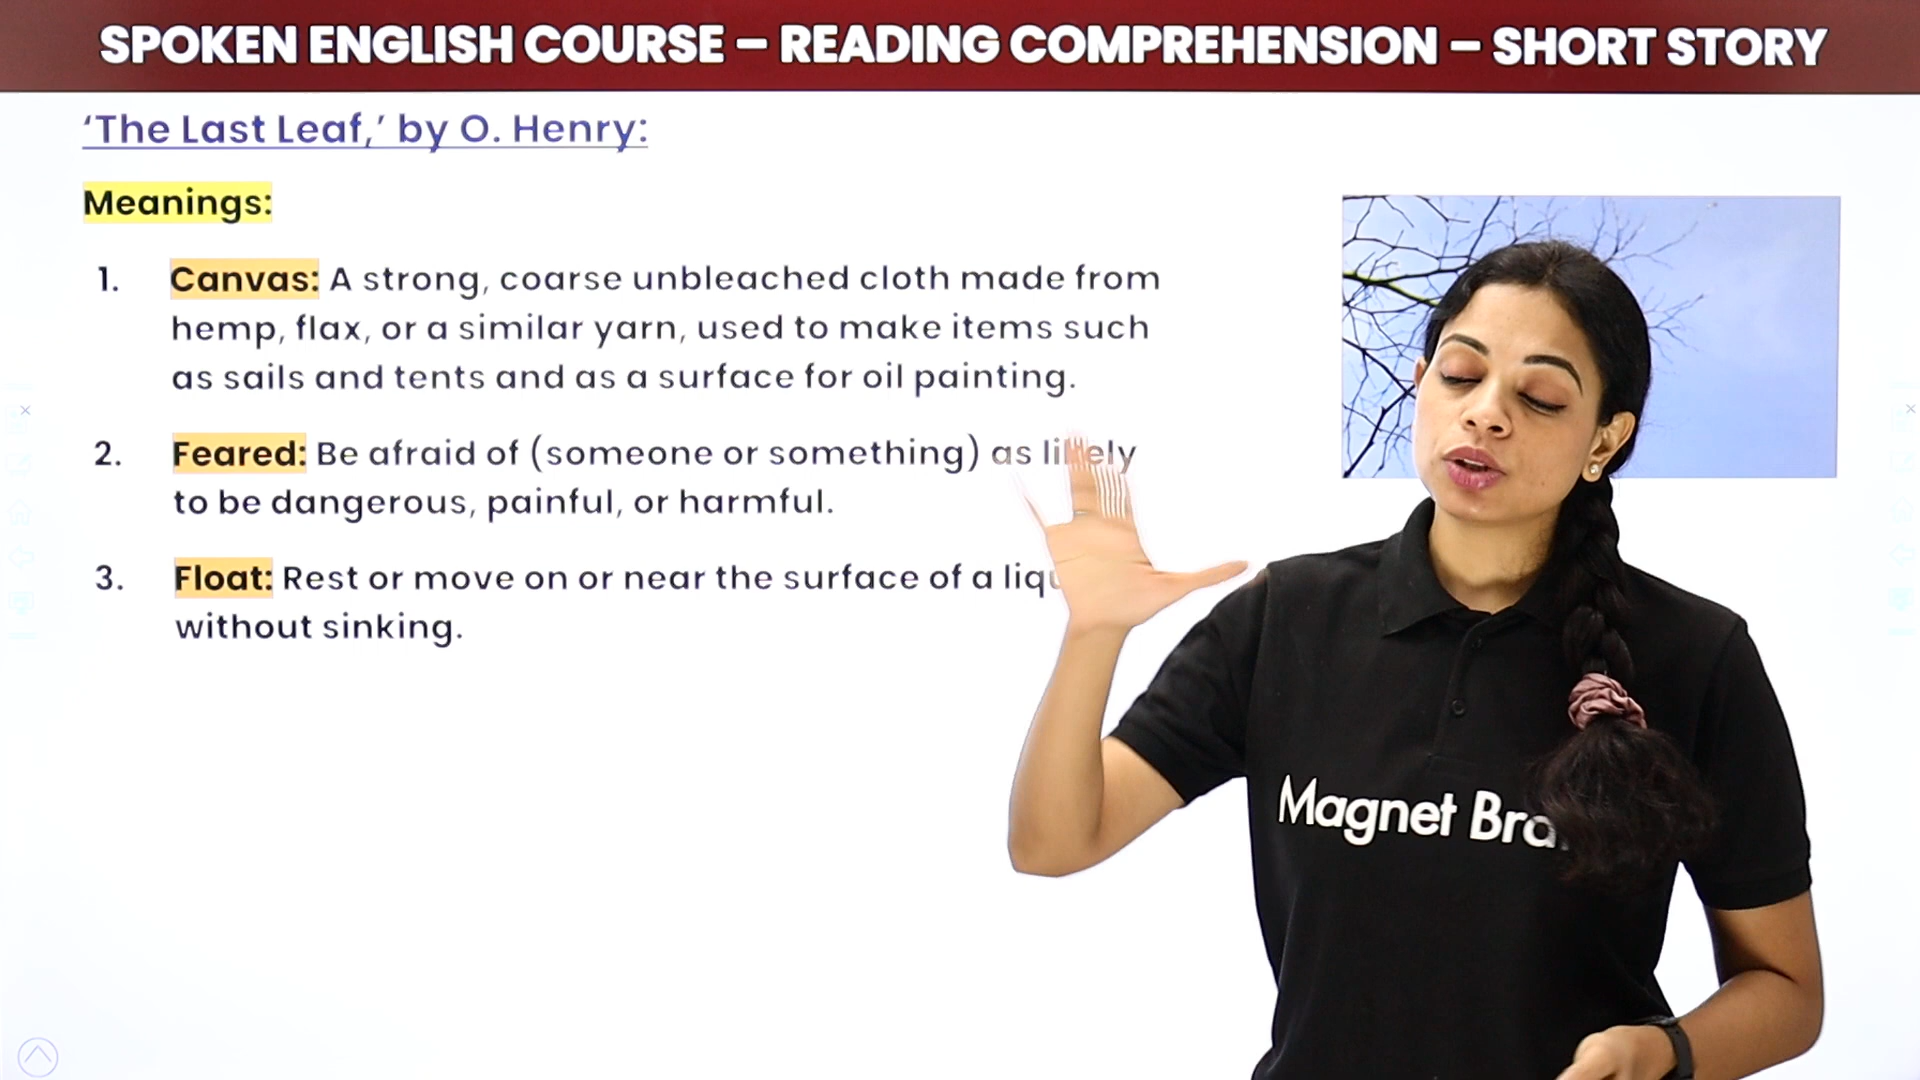 SPOKEN ENGLISH COURSE – READING COMPREHENSION – SHORT STORY
‘The Last Leaf,’ by O. Henry:
Meanings:
1. Canvas: A strong, coarse unbleached cloth made from
hemp, flax, or a similar yarn, used to make items such
as sails and tents and as a surface for oil painting.
2. Feared: Be afraid of (someone or something) as likely
to be dangerous, painful, or harmful.
3. Float: Rest or move on or near the surface of a
without sinking.
Magnet